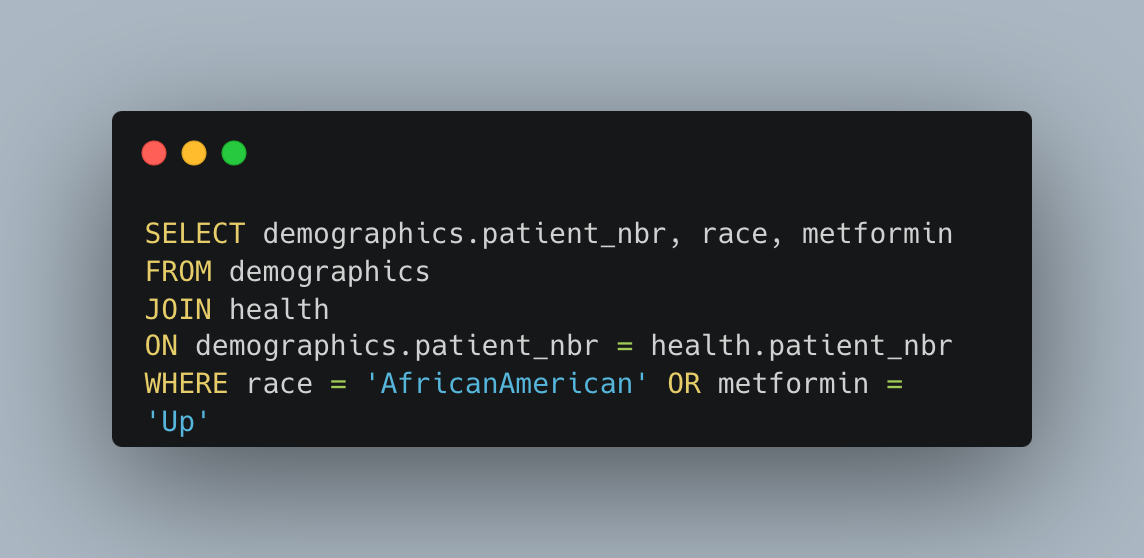 SELECT demographics.patient_nbr, race, metformin
FROM demographics
JOIN health
ON demographics.patient_nbr = health.patient_nbr
WHERE race = 'AfricanAmerican' OR metformin =
'Up'